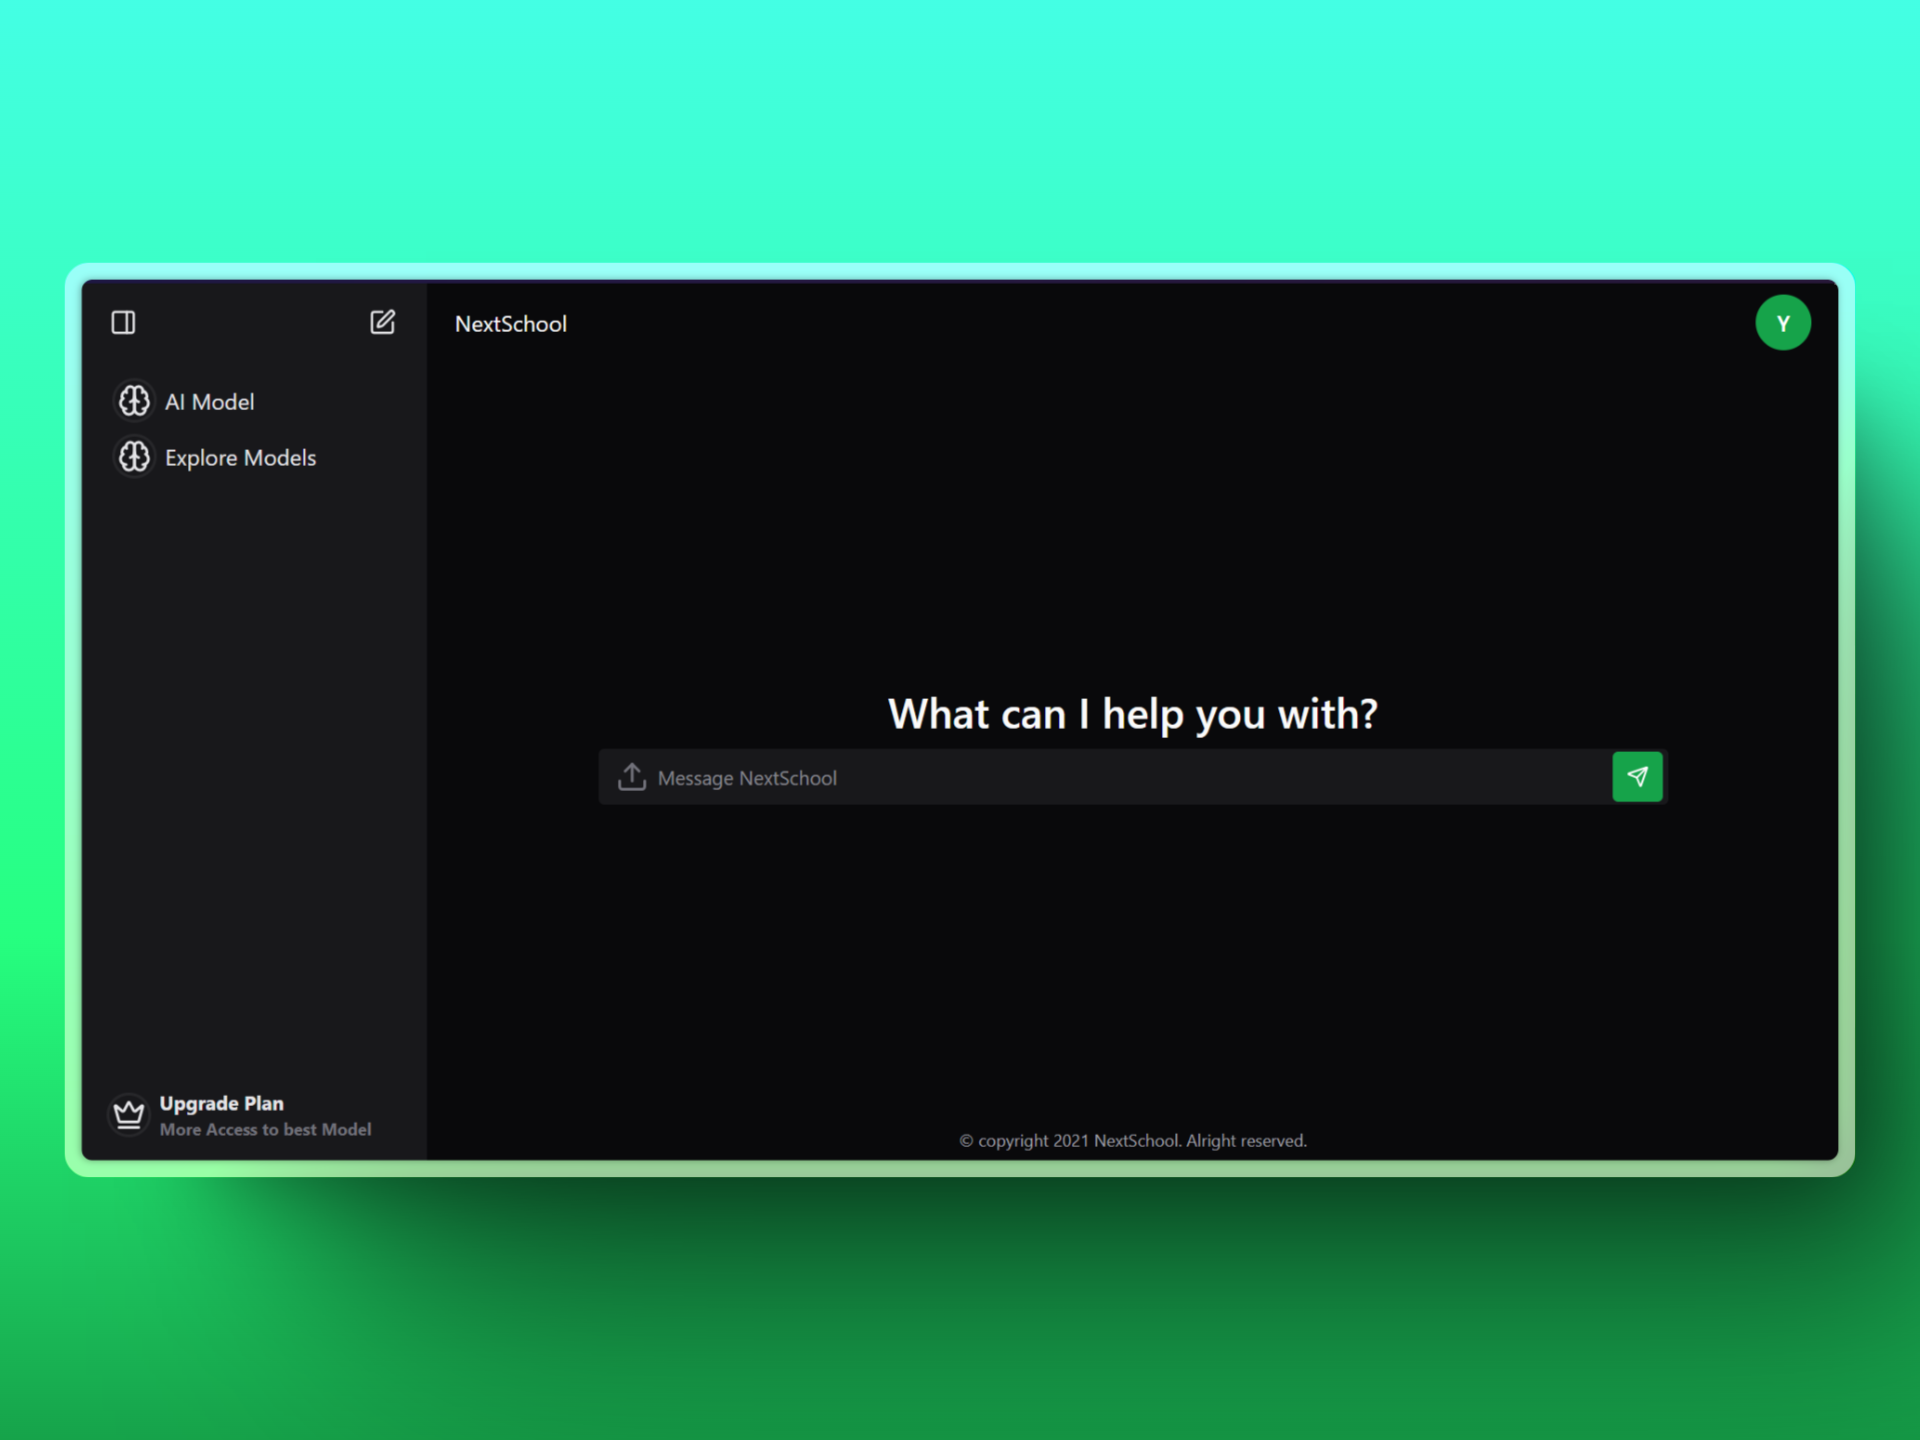 NextSchool
Y
AI Model
Explore Models
What can I help you with?
Message NextSchool
Upgrade Plan
More Access to best Model
© copyright 2021 NextSchool. Alright reserved.